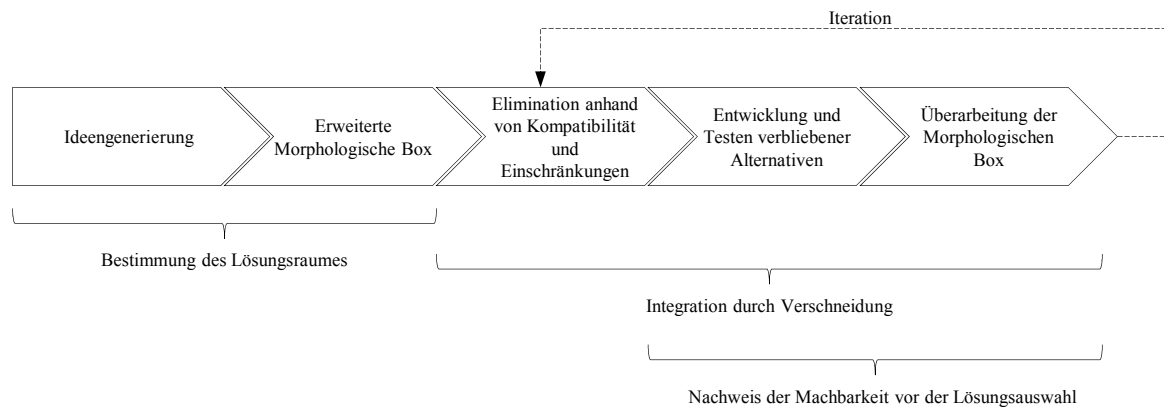 Iteration
Ideengenerierung
Erweiterte
Morphologische Box
Elimination anhand
von Kompatibilität
und
Einschränkungen
Entwicklung und
Testen verbliebener
Alternativen
Überarbeitung der
Morphologischen
Box
Bestimmung des Lösungsraumes
Integration durch Verschneidung
Nachweis der Machbarkeit vor der Lösungsauswahl